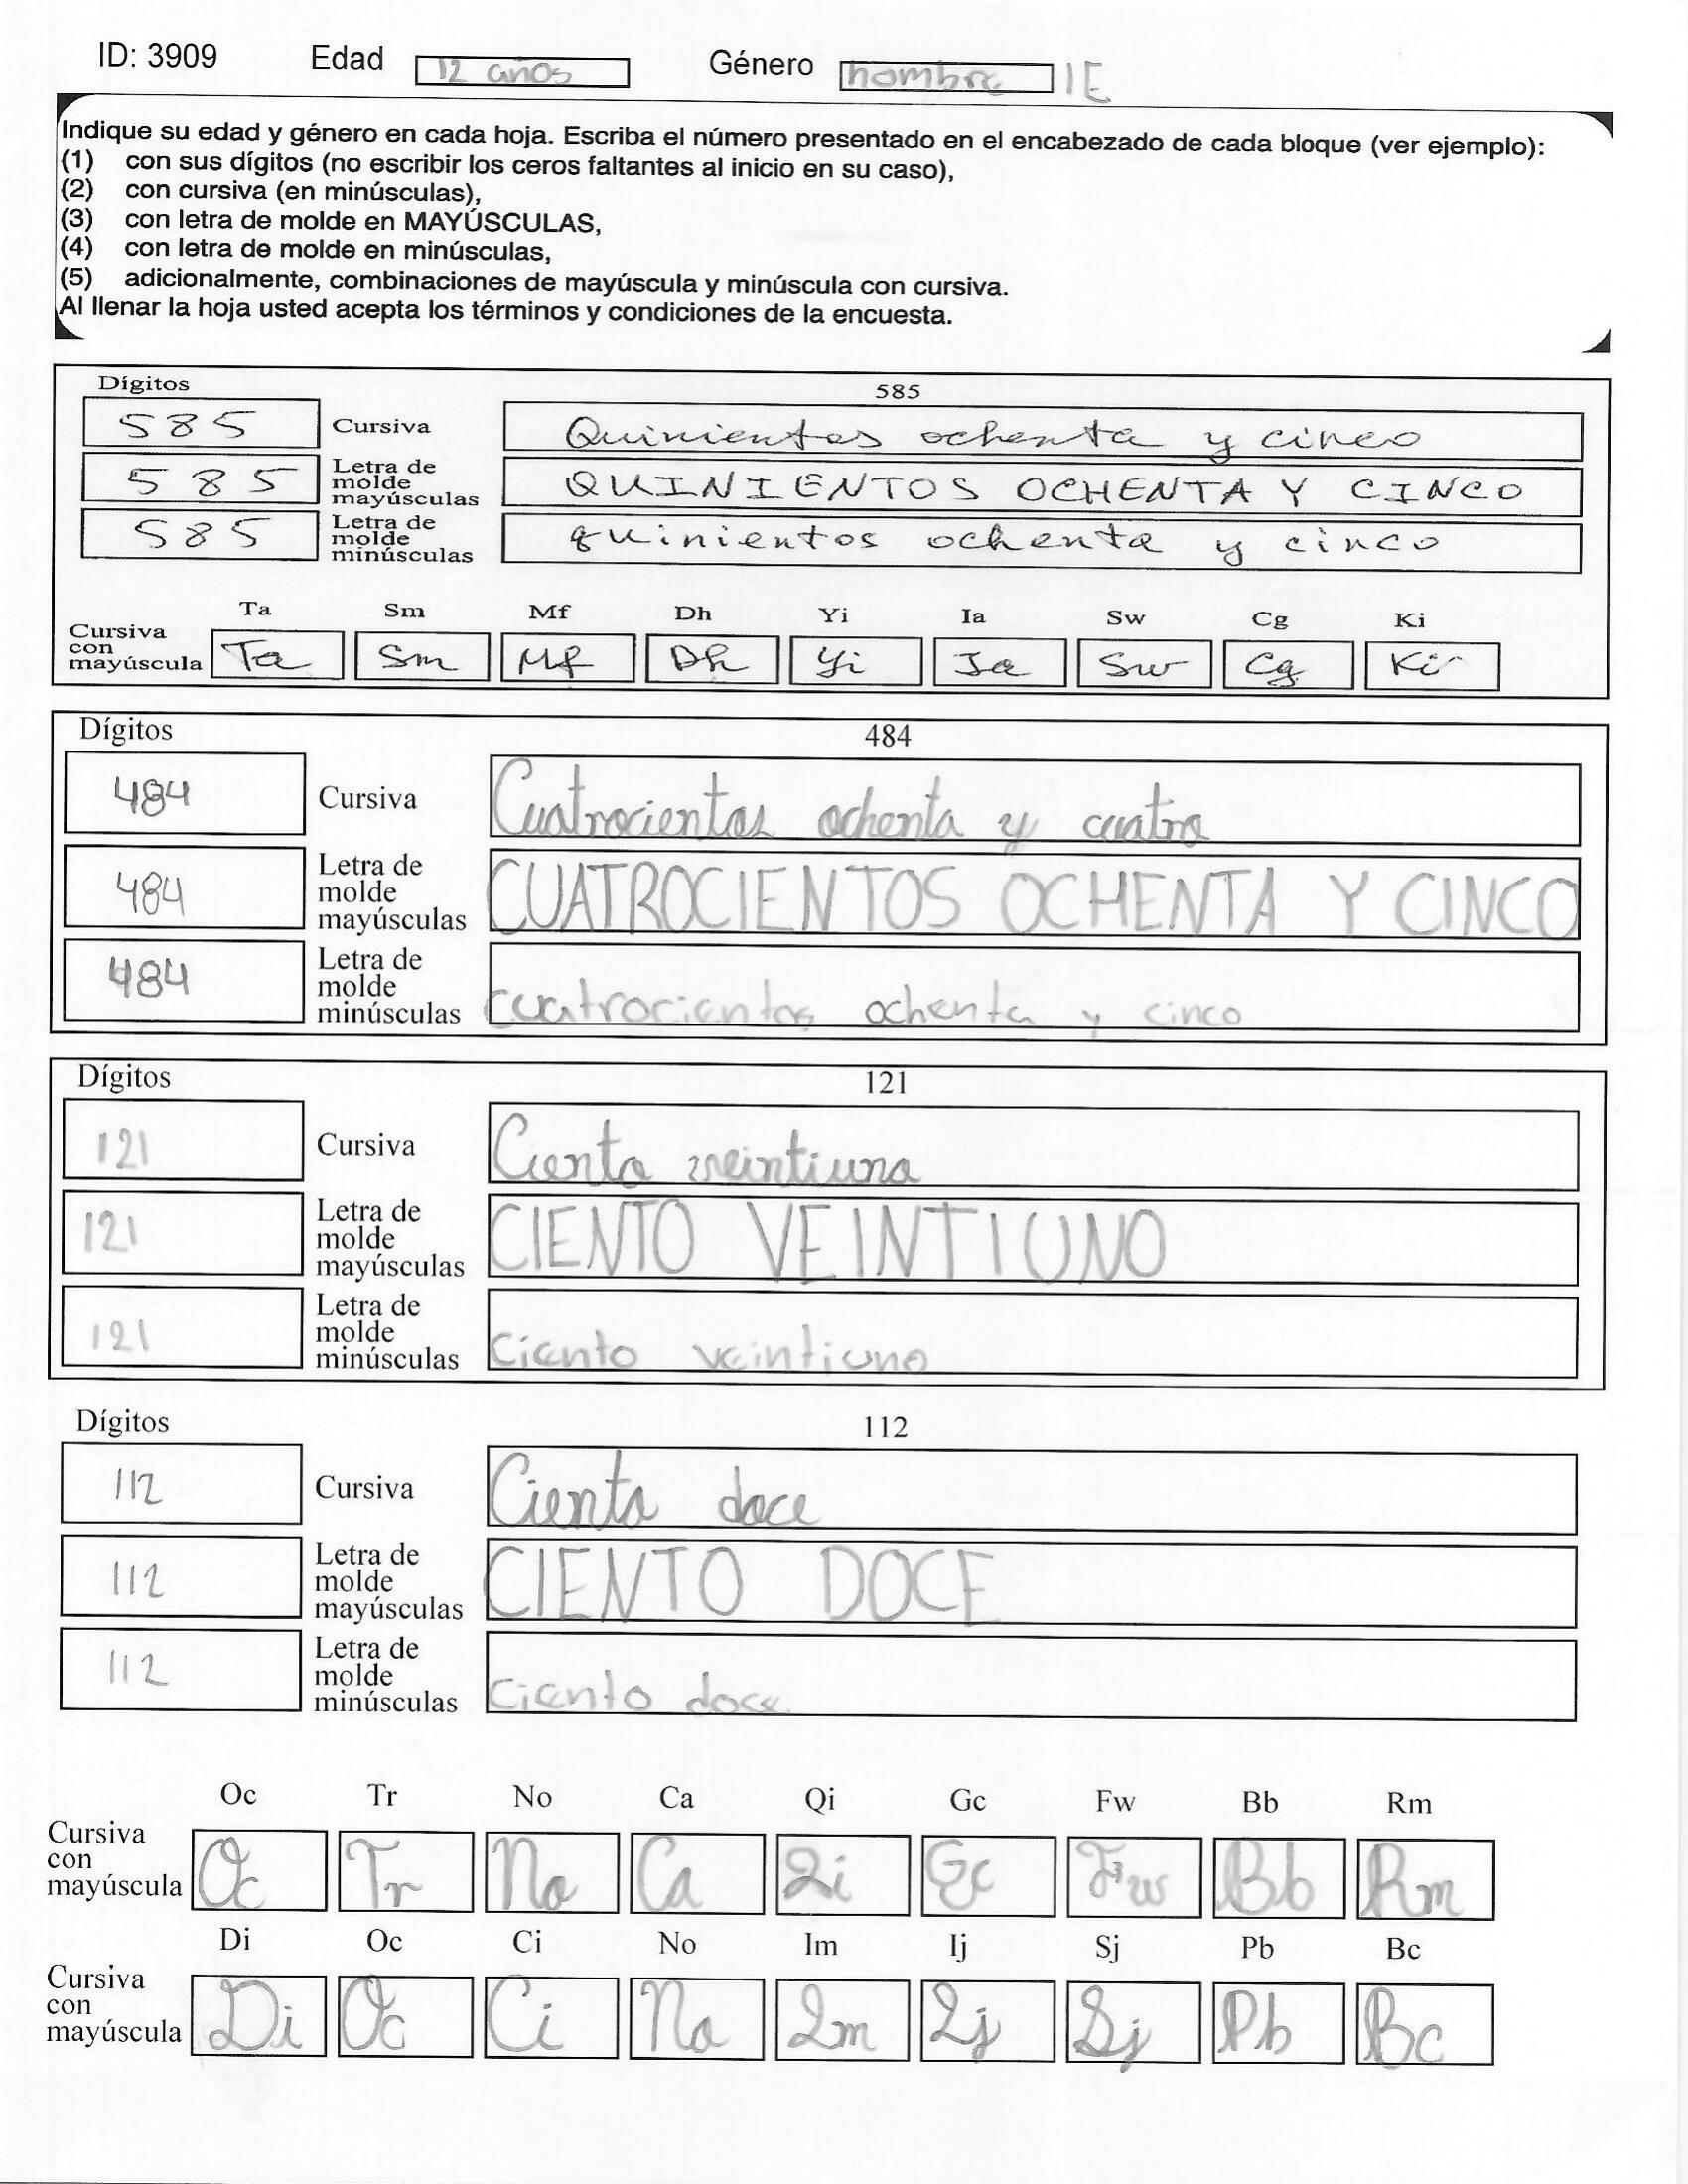 ID: 3909 Edad 12 años Género hombre 1E
Indique su edad y género en cada hoja. Escriba el número presentado en el encabezado de cada bloque (ver ejemplo):
(1) con sus dígitos (no escribir los ceros faltantes al inicio en su caso),
(2) con cursiva (en minúsculas),
(3) con letra de molde en MAYÚSCULAS,
(4) con letra de molde en minúsculas,
(5) adicionalmente, combinaciones de mayúscula y minúscula con cursiva.
Al llenar la hoja usted acepta los términos y condiciones de la encuesta.
Dígitos 585
585 Cursiva Quinientos ochenta y cinco
585 Letra de molde mayúsculas QUINIENTOS OCHENTA Y CINCO
585 Letra de molde minúsculas quinientos ochenta y cinco
Ta Sm Mf Dh Yi Ia Sw Cg Ki
Cursiva con mayúscula Ta Sm Mf Dh Yi Ia Sw Cg Ki
Dígitos 484
484 Cursiva Cuatrocientos ochenta y cuatro
484 Letra de molde mayúsculas CUATROCIENTOS OCHENTA Y CINCO
484 Letra de molde minúsculas cuatrocientos ochenta y cinco
Dígitos 121
121 Cursiva Ciento veintiuno
121 Letra de molde mayúsculas CIENTO VEINTIUNO
121 Letra de molde minúsculas ciento veintiuno
Dígitos 112
112 Cursiva Ciento doce
112 Letra de molde mayúsculas CIENTO DOCE
112 Letra de molde minúsculas ciento doce
Oc Tr No Ca Qi Gc Fw Bb Rm
Cursiva con mayúscula Oc Tr No Ca Qi Gc Fw Bb Rm
Di Oc Ci No Im Ij Sj Pb Bc
Cursiva con mayúscula Di Oc Ci No Im Ij Sj Pb Bc